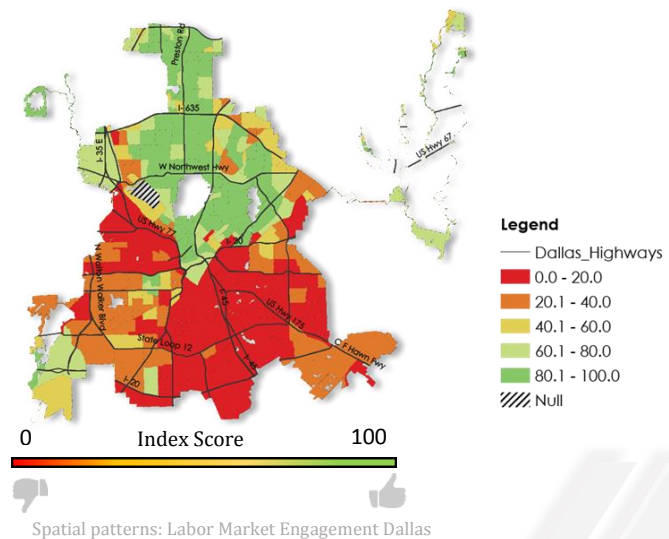 Preston Rd
I- 635
I- 35 E
W Northwest Hwy
US Hwy 67
US Hwy 77
I- 30
N Walton Walker Blvd
I- 45
US Hwy 175
State Loop 12
C F Hawn Fwy
I- 45
I- 20
Legend
Dallas_Highways
0.0 - 20.0
20.1 - 40.0
40.1 - 60.0
60.1 - 80.0
80.1 - 100.0
Null
0 Index Score 100
Spatial patterns: Labor Market Engagement Dallas